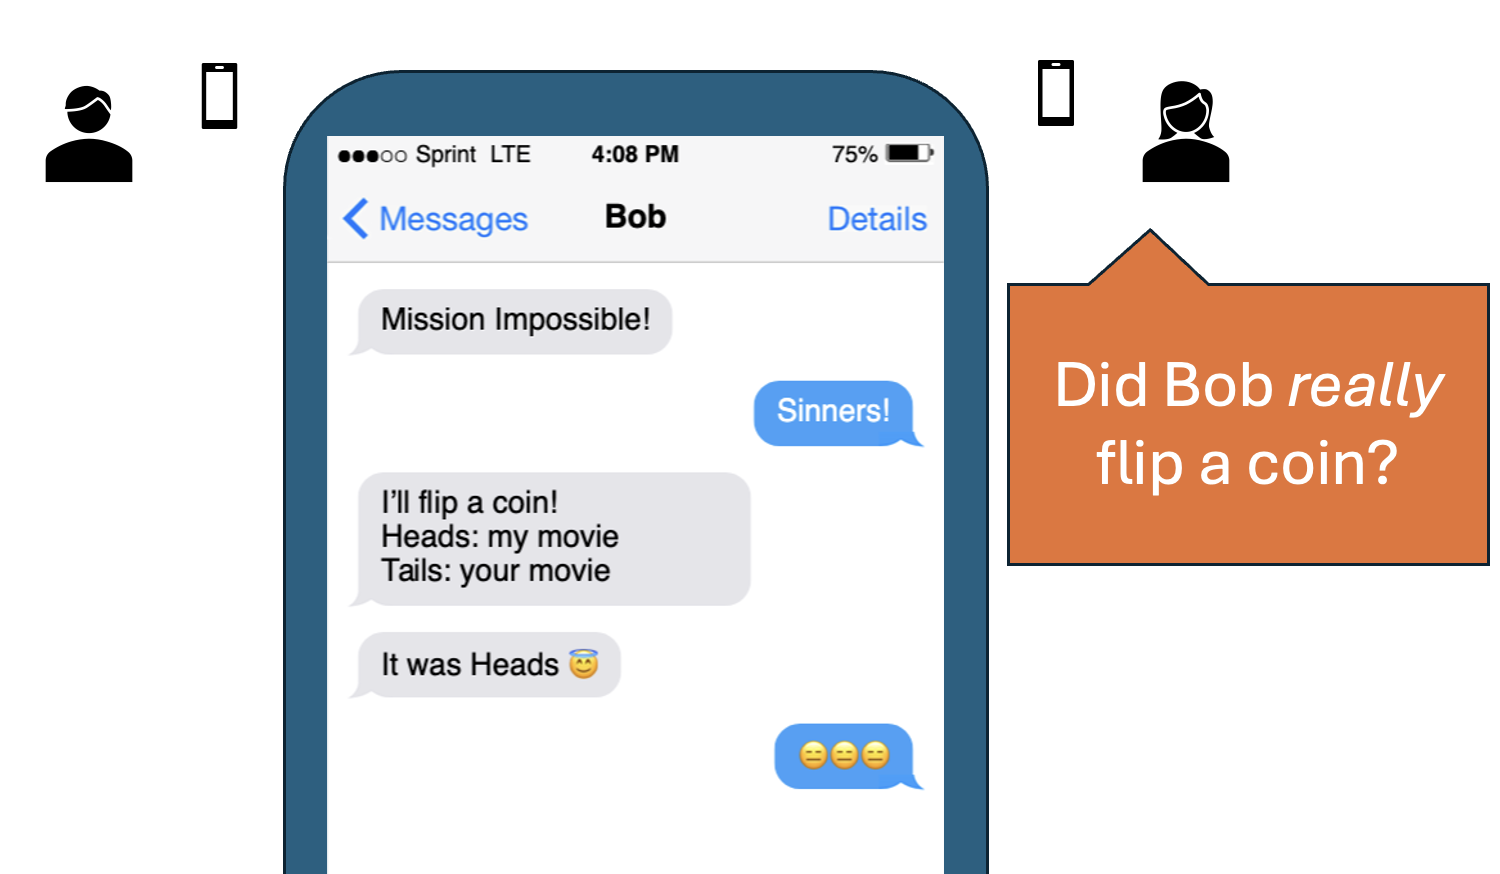 Sprint LTE 4:08 PM 75%
Messages Bob Details
Mission Impossible!
Sinners!
I’ll flip a coin!
Heads: my movie
Tails: your movie
It was Heads 😇
😑😑😑
Did Bob really
flip a coin?